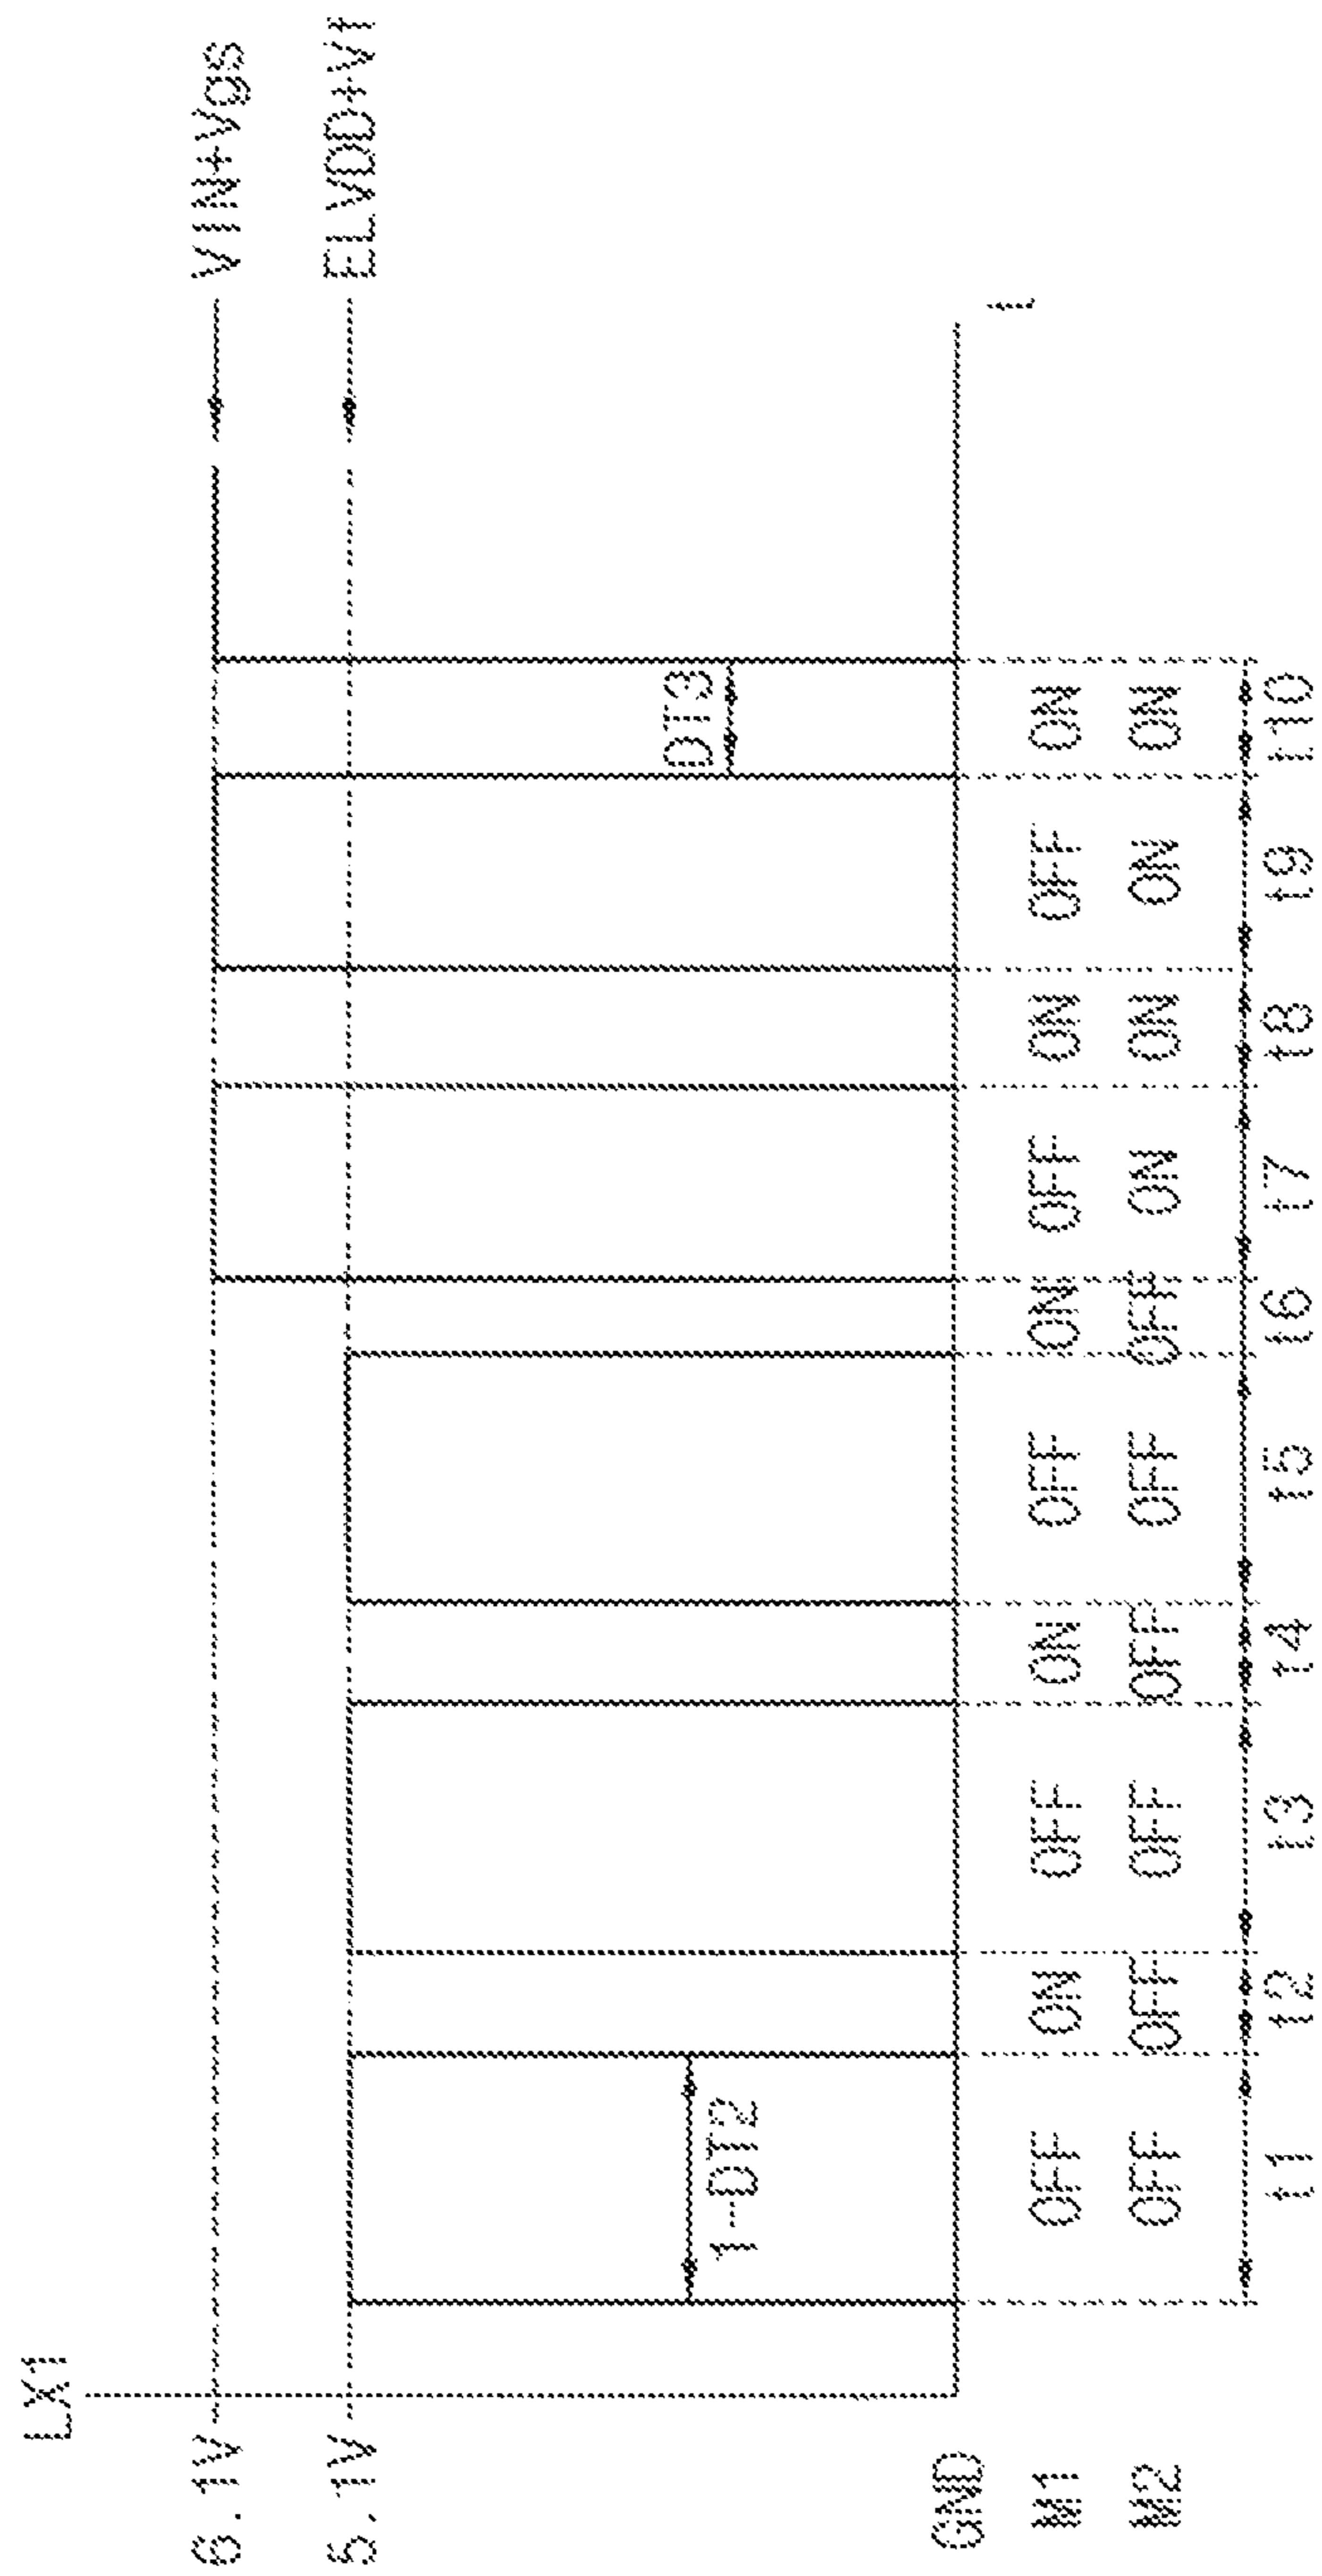 LX1
6.1V
VIN+Vgs
5.1V
ELVDD+Vf
1-DT2
DT3
GND
t
M1 OFF ON OFF ON OFF ON OFF ON OFF ON
M2 OFF OFF OFF OFF OFF OFF ON ON ON ON
t1 t2 t3 t4 t5 t6 t7 t8 t9 t10